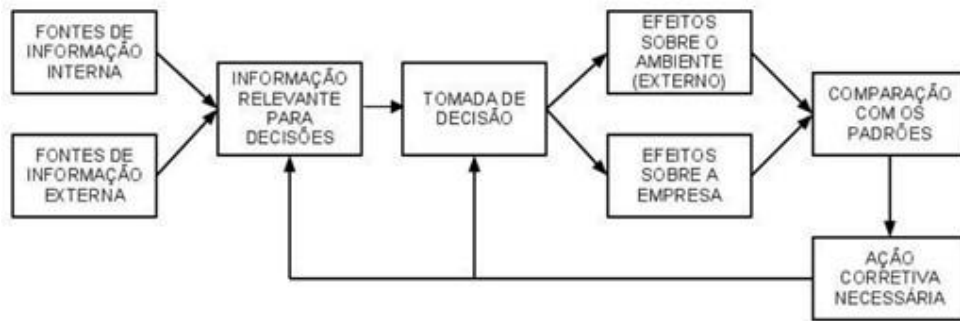 FONTES DE
INFORMAÇÃO
INTERNA
FONTES DE
INFORMAÇÃO
EXTERNA
INFORMAÇÃO
RELEVANTE
PARA
DECISÕES
TOMADA DE
DECISÃO
EFEITOS
SOBRE O
AMBIENTE
(EXTERNO)
EFEITOS
SOBRE A
EMPRESA
COMPARAÇÃO
COM OS
PADRÕES
AÇÃO
CORRETIVA
NECESSÁRIA